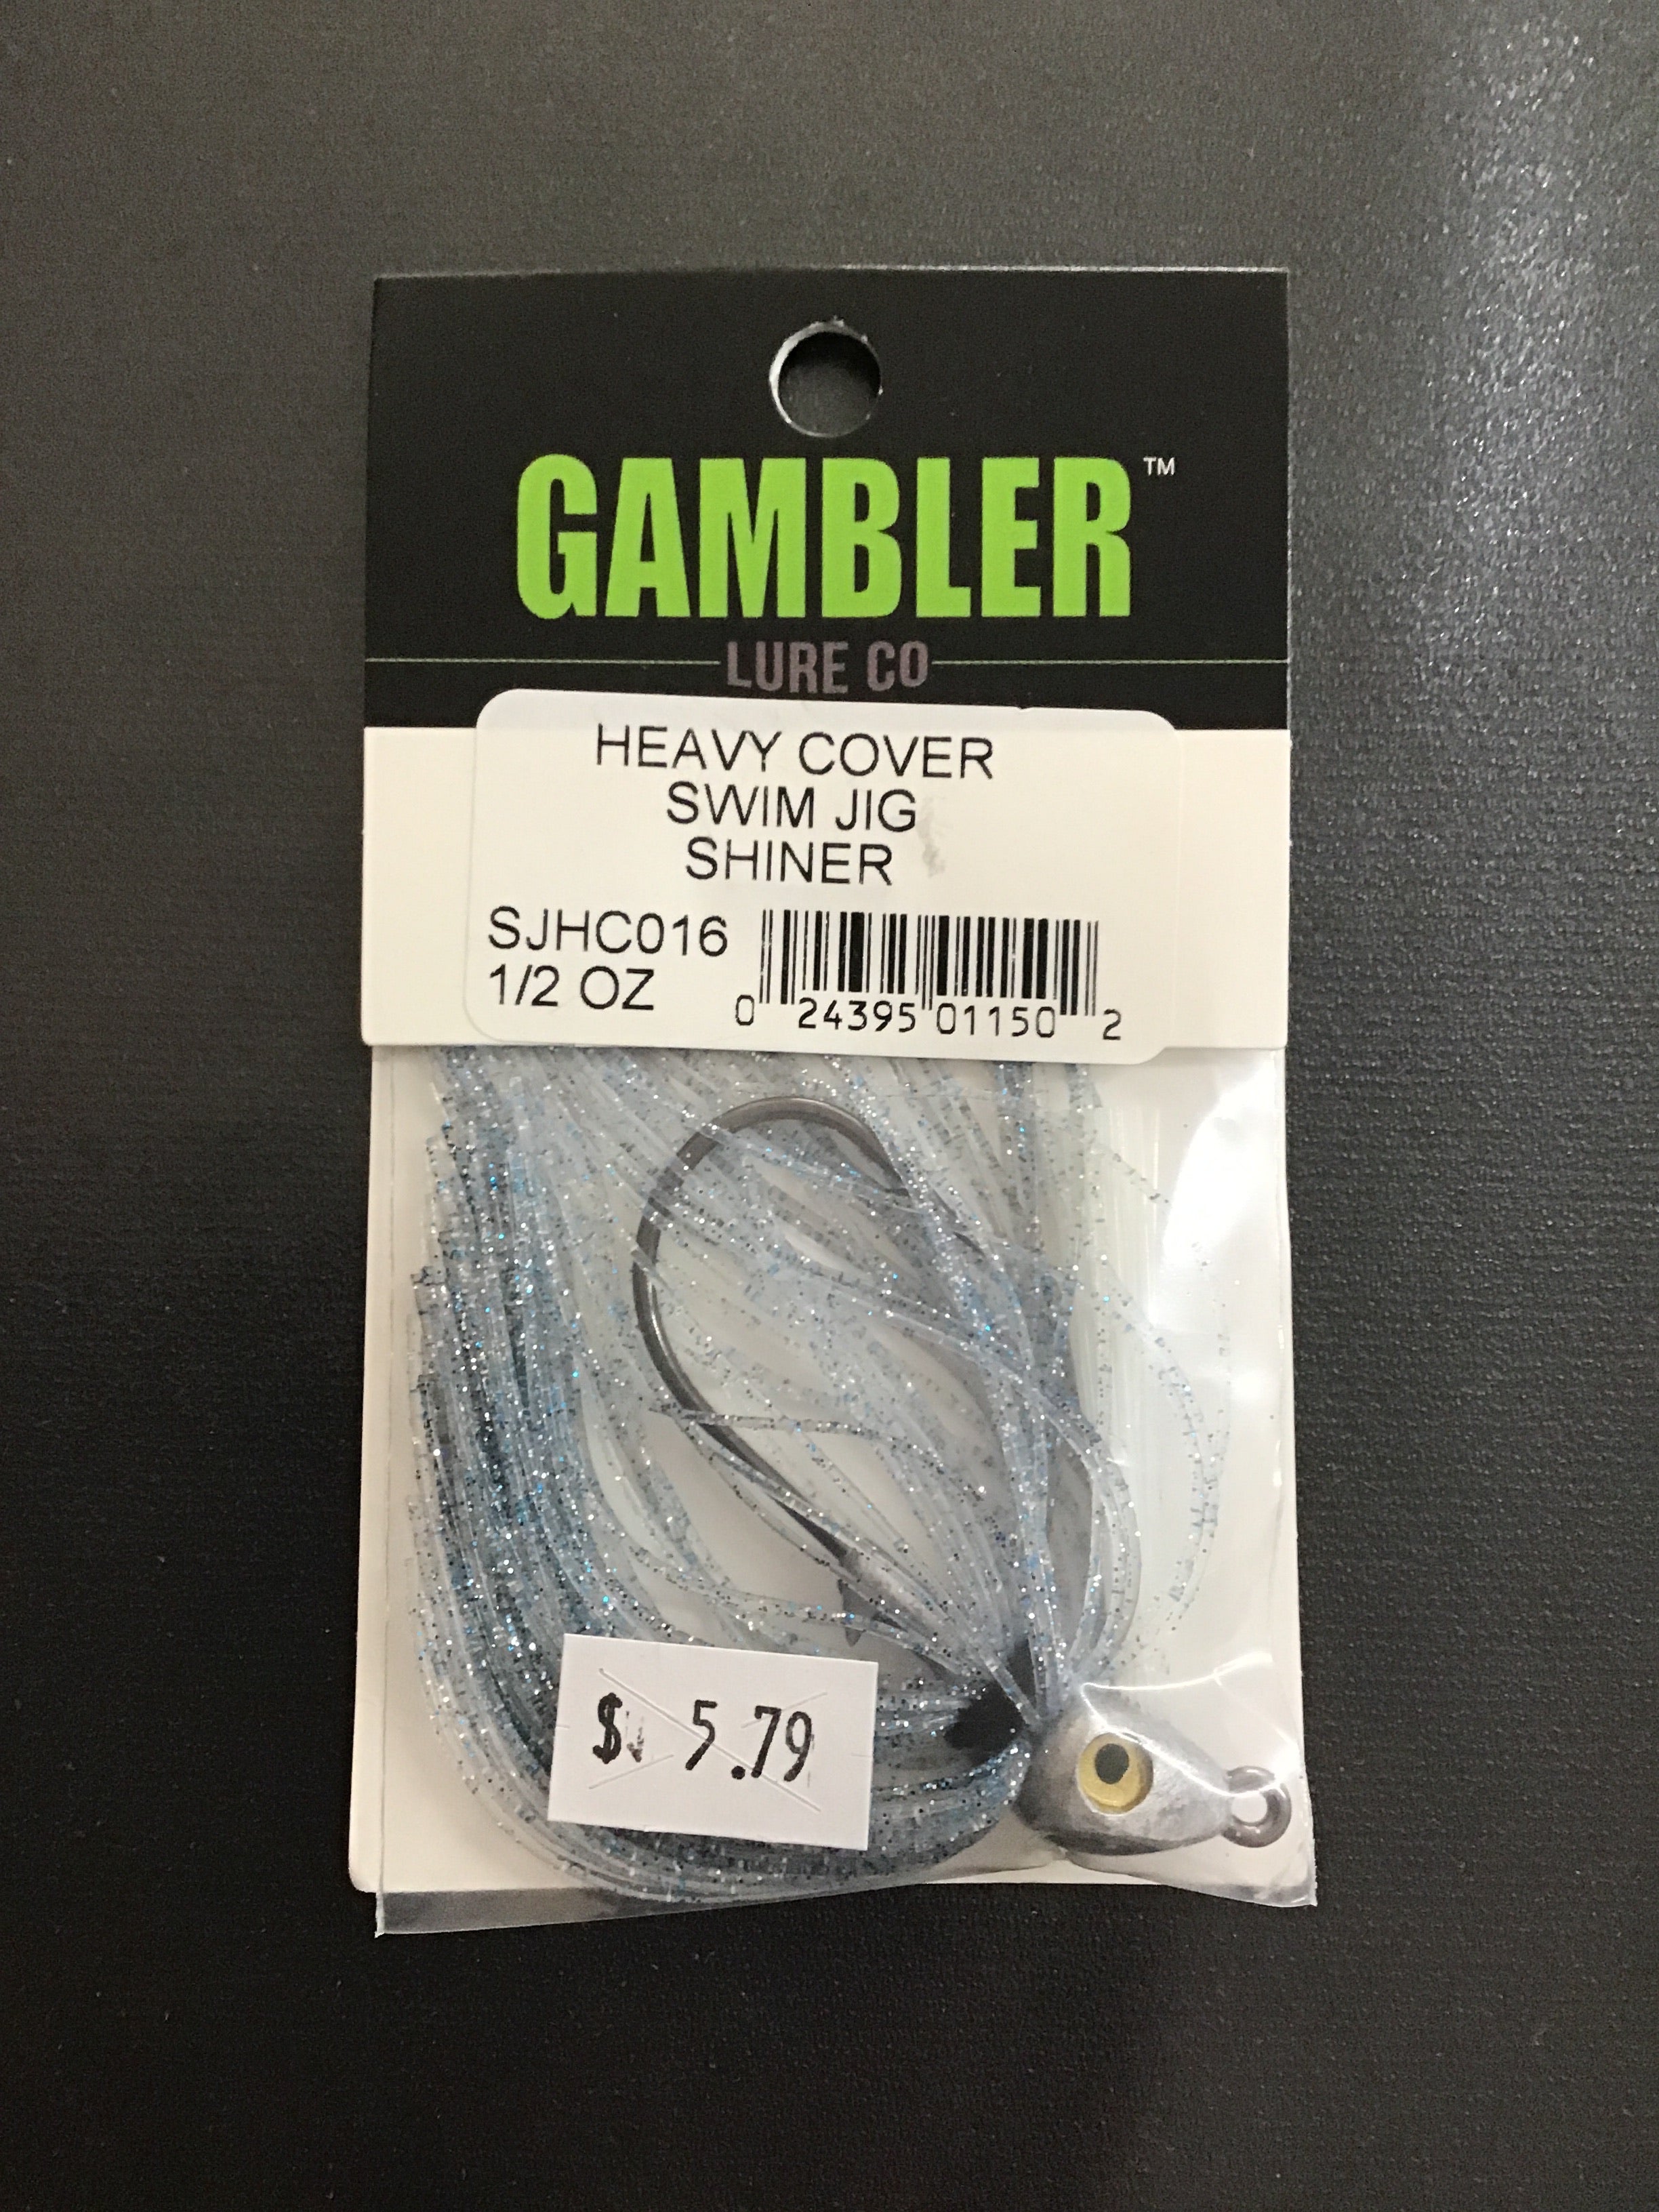 GAMBLER™
LURE CO
HEAVY COVER
SWIM JIG
SHINER
SJHC016
1/2 OZ
0 24395 01150 2
$ 5.79